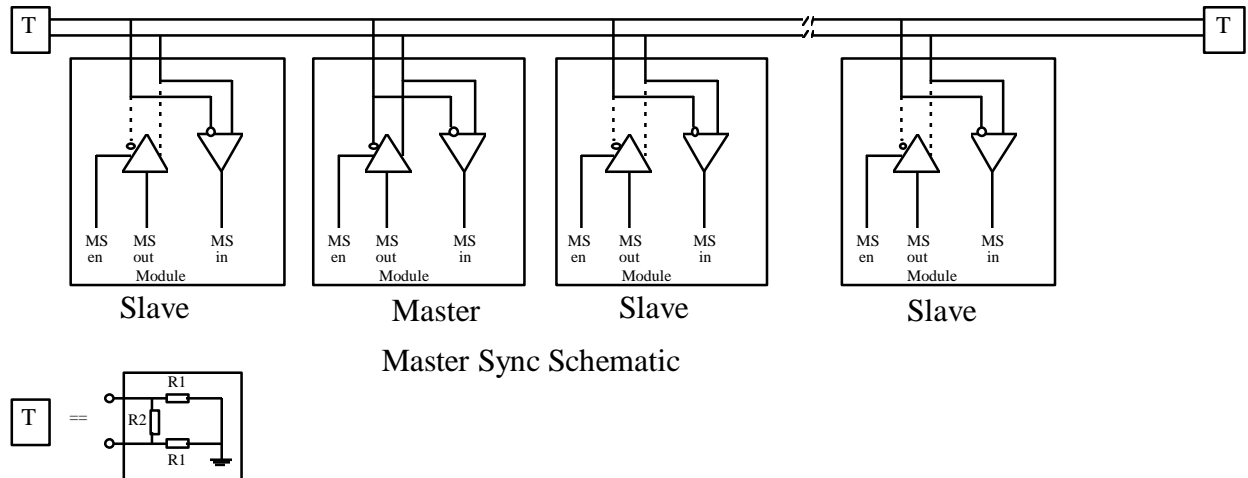 T T
MS MS MS
en out in
Module
MS MS MS
en out in
Module
MS MS MS
en out in
Module
MS MS MS
en out in
Module
Slave Master Slave Slave
Master Sync Schematic
T == R1
R2
R1